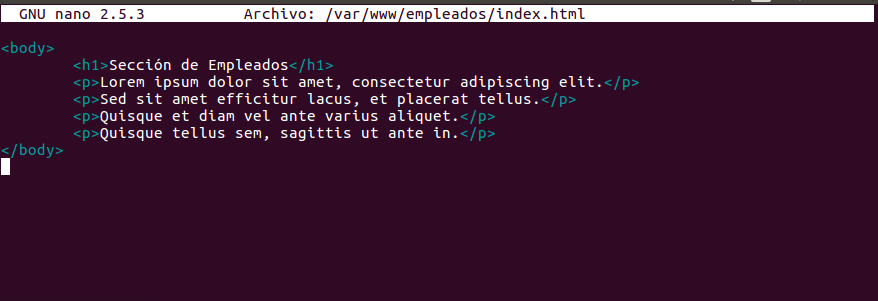 GNU nano 2.5.3 Archivo: /var/www/empleados/index.html
<body>
<h1>Sección de Empleados</h1>
<p>Lorem ipsum dolor sit amet, consectetur adipiscing elit.</p>
<p>Sed sit amet efficitur lacus, et placerat tellus.</p>
<p>Quisque et diam vel ante varius aliquet.</p>
<p>Quisque tellus sem, sagittis ut ante in.</p>
</body>